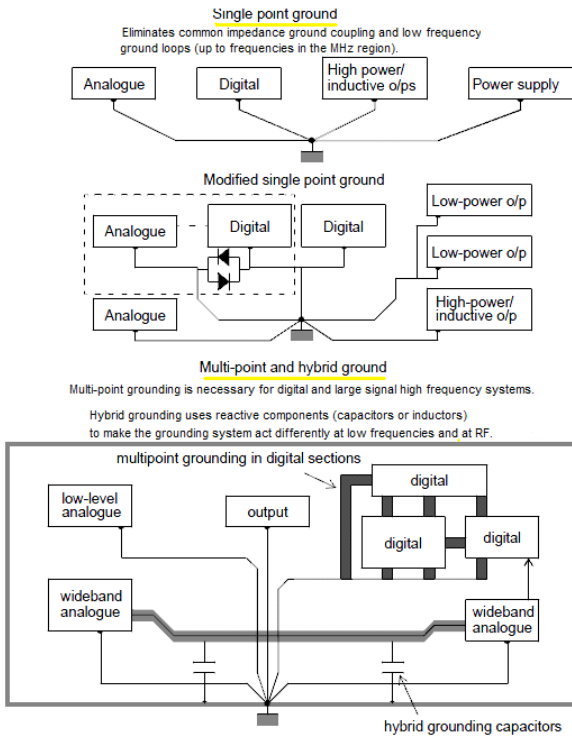 Single point ground
Eliminates common impedance ground coupling and low frequency
ground loops (up to frequencies in the MHz region).
Analogue
Digital
High power/
inductive o/ps
Power supply
Modified single point ground
Analogue
Digital
Digital
Low-power o/p
Low-power o/p
Analogue
High-power/
inductive o/p
Multi-point and hybrid ground
Multi-point grounding is necessary for digital and large signal high frequency systems.
Hybrid grounding uses reactive components (capacitors or inductors)
to make the grounding system act differently at low frequencies and at RF.
multipoint grounding in digital sections
low-level
analogue
output
digital
digital
digital
wideband
analogue
wideband
analogue
hybrid grounding capacitors